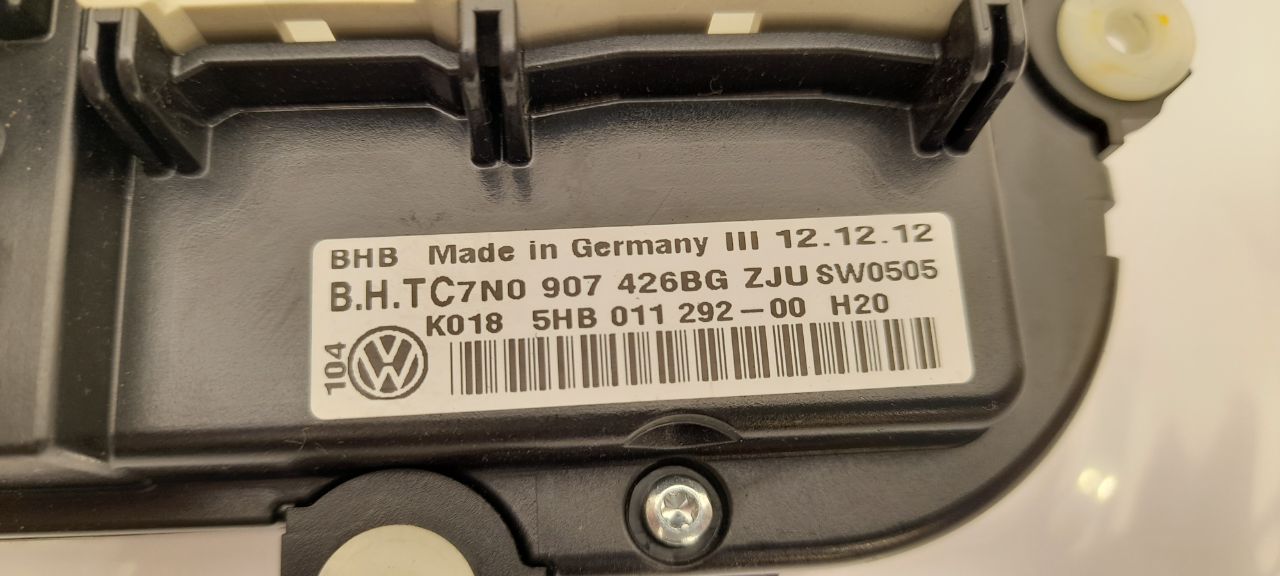 BHB Made in Germany III 12.12.12
B.H.TC7N0 907 426BG ZJU SW0505
K018 5HB 011 292-00 H20
104